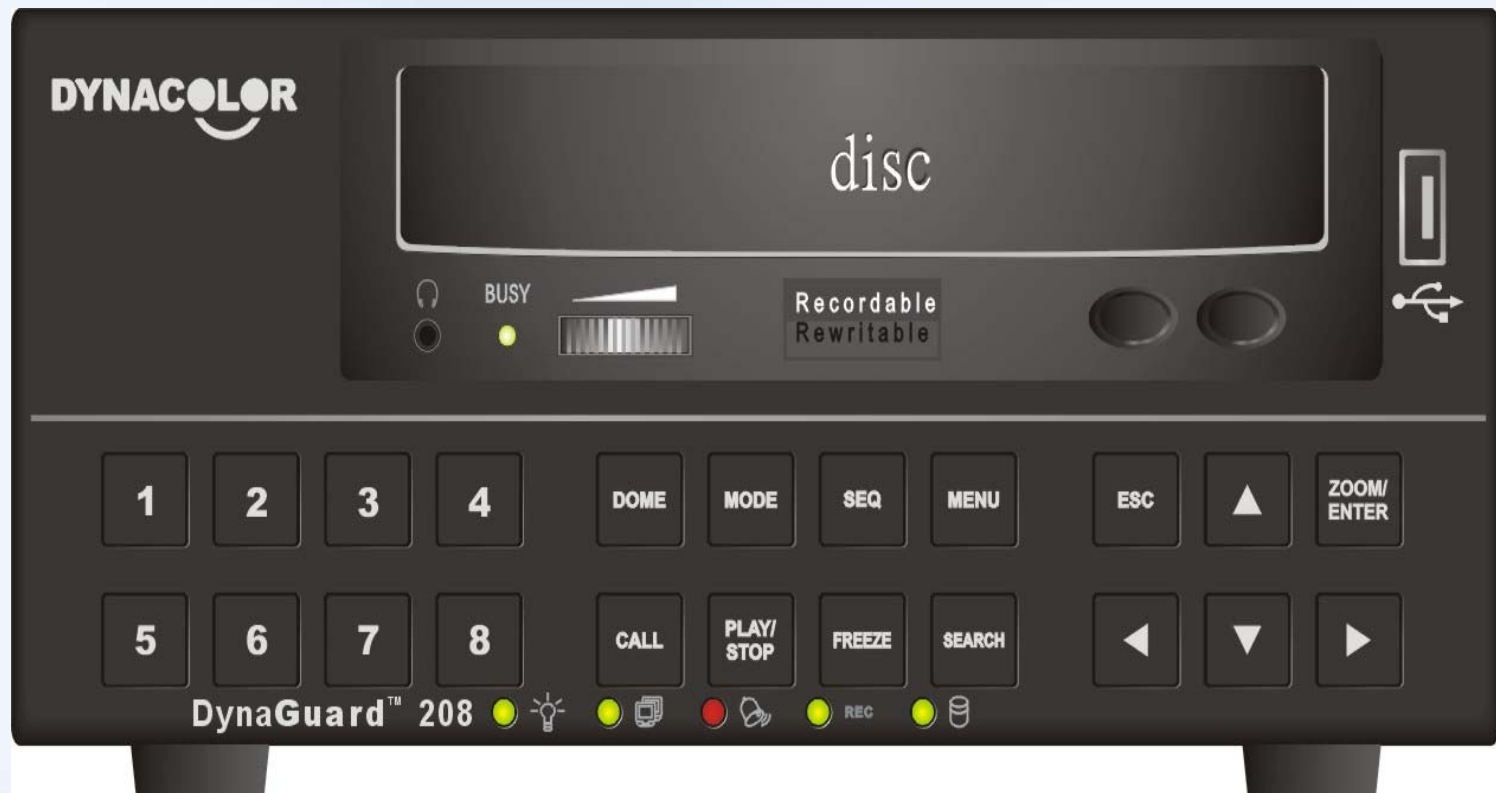 DYNACOLOR
disc
BUSY
Recordable
Rewritable
1 2 3 4 DOME MODE SEQ MENU ESC ▲ ZOOM/
ENTER
5 6 7 8 CALL PLAY/
STOP FREEZE SEARCH ◀ ▼ ▶
DynaGuard™ 208 REC